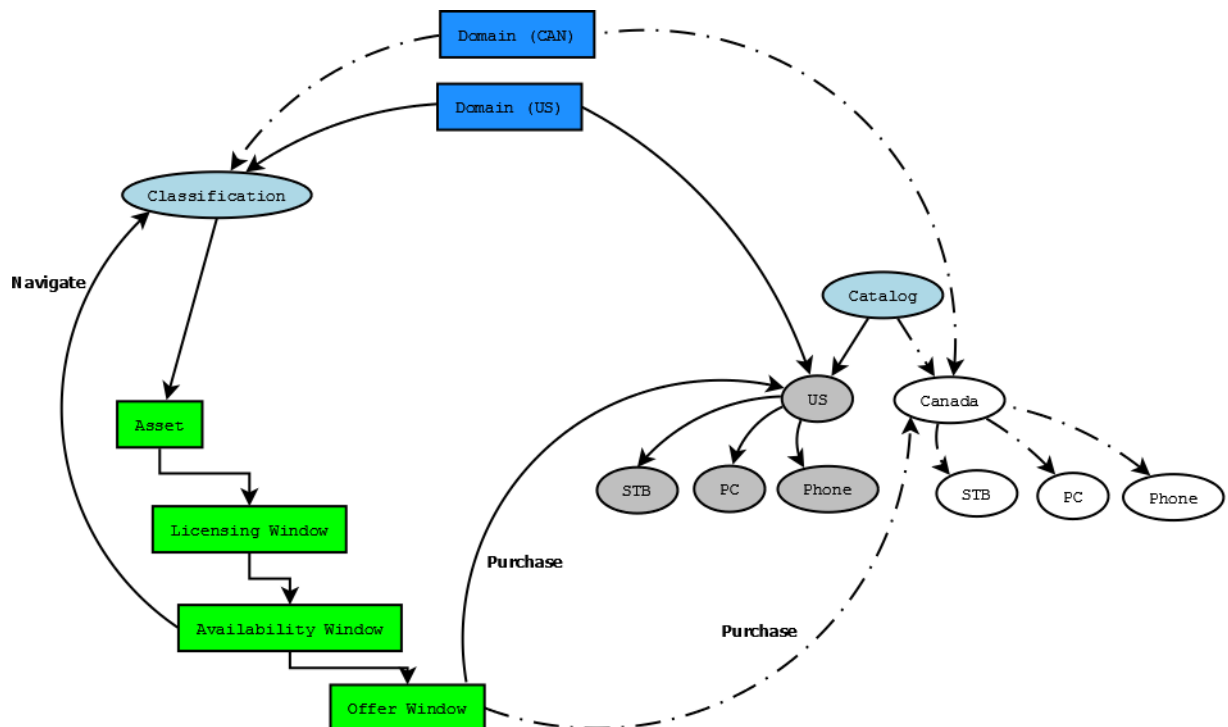 Domain (CAN)
Domain (US)
Classification
Navigate
Catalog
US
Canada
Asset
STB
PC
Phone
STB
PC
Phone
Licensing Window
Purchase
Availability Window
Purchase
Offer Window